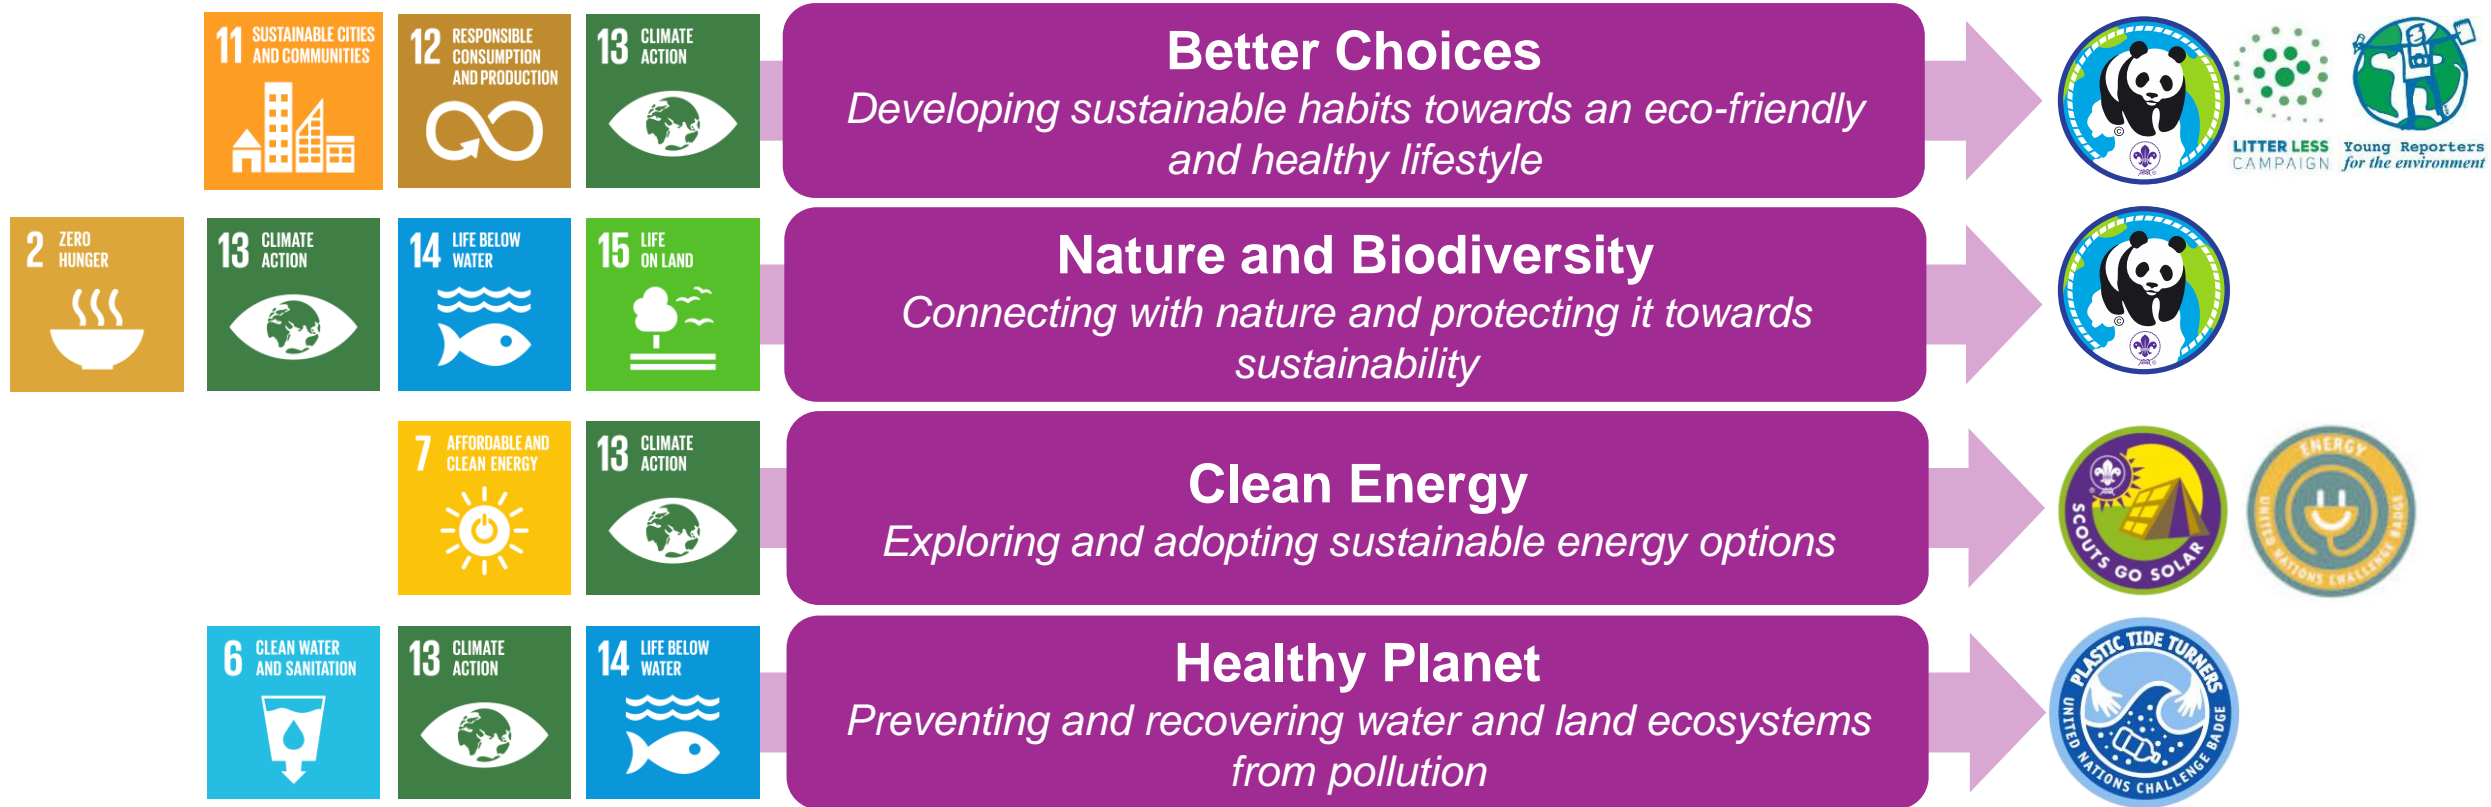 11 SUSTAINABLE CITIES
AND COMMUNITIES
12 RESPONSIBLE
CONSUMPTION
AND PRODUCTION
13 CLIMATE
ACTION
Better Choices
Developing sustainable habits towards an eco-friendly
and healthy lifestyle
LITTER LESS
CAMPAIGN
Young Reporters
for the environment
2 ZERO
HUNGER
13 CLIMATE
ACTION
14 LIFE BELOW
WATER
15 LIFE
ON LAND
Nature and Biodiversity
Connecting with nature and protecting it towards
sustainability
7 AFFORDABLE AND
CLEAN ENERGY
13 CLIMATE
ACTION
Clean Energy
Exploring and adopting sustainable energy options
SCOUTS GO SOLAR
ENERGY
UNITED NATIONS CHALLENGE BADGE
6 CLEAN WATER
AND SANITATION
13 CLIMATE
ACTION
14 LIFE BELOW
WATER
Healthy Planet
Preventing and recovering water and land ecosystems
from pollution
PLASTIC TIDE TURNERS
UNITED NATIONS CHALLENGE BADGE